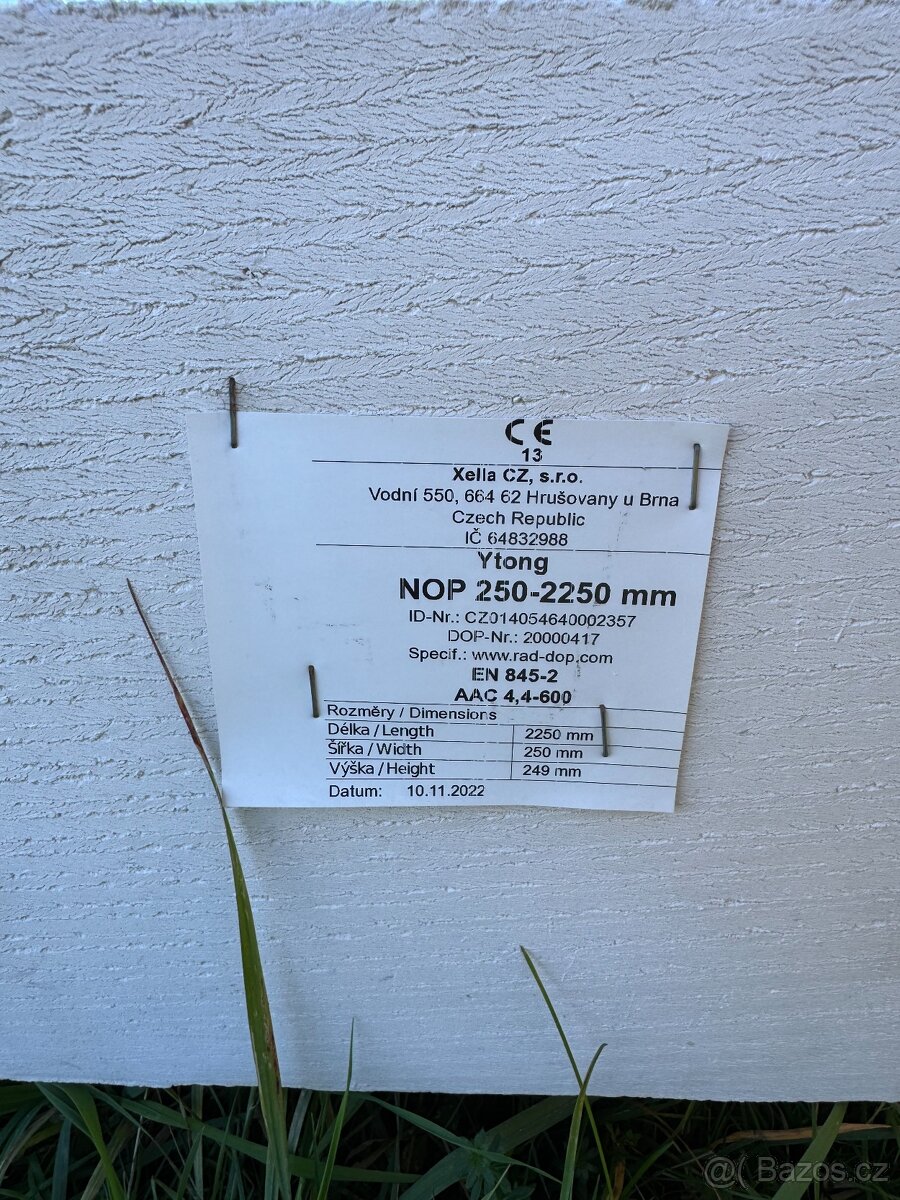 CE
13
Xella CZ, s.r.o.
Vodní 550, 664 62 Hrušovany u Brna
Czech Republic
IČ 64832988
Ytong
NOP 250-2250 mm
ID-Nr.: CZ014054640002357
DOP-Nr.: 20000417
Specif.: www.rad-dop.com
EN 845-2
AAC 4,4-600
Rozměry / Dimensions
Délka / Length 2250 mm
Šířka / Width 250 mm
Výška / Height 249 mm
Datum: 10.11.2022
Bazos.cz